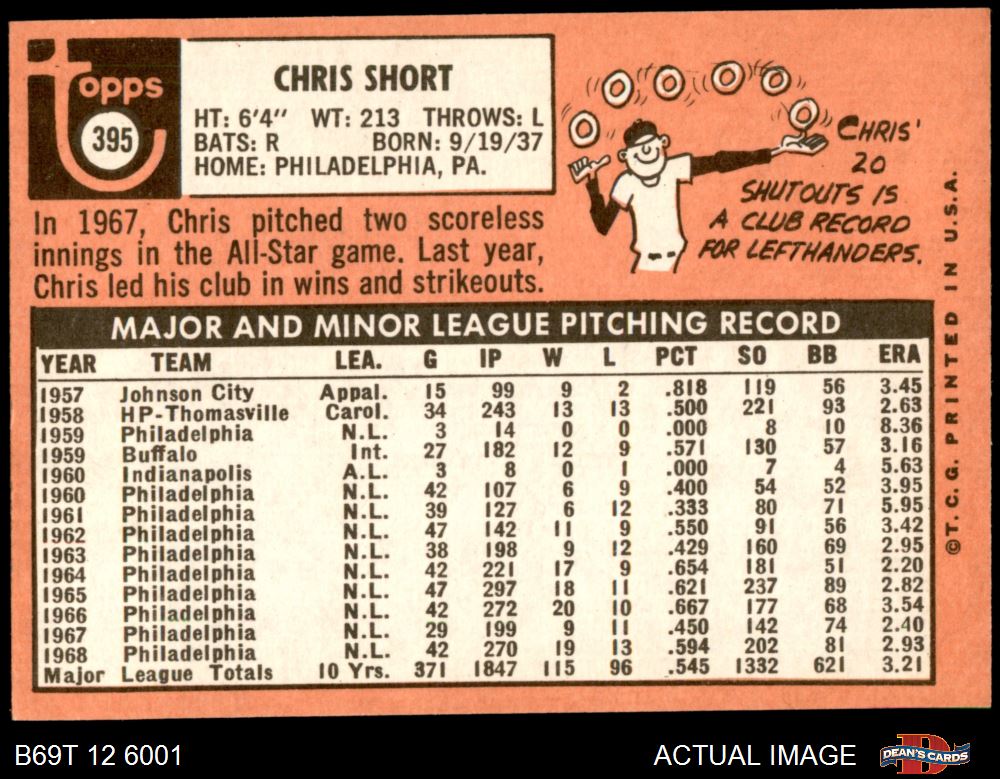 topps
395
CHRIS SHORT
HT: 6'4" WT: 213 THROWS: L
BATS: R BORN: 9/19/37
HOME: PHILADELPHIA, PA.
In 1967, Chris pitched two scoreless
innings in the All-Star game. Last year,
Chris led his club in wins and strikeouts.
CHRIS'
20
SHUTOUTS IS
A CLUB RECORD
FOR LEFTHANDERS.
©T.C.G. PRINTED IN U.S.A.
MAJOR AND MINOR LEAGUE PITCHING RECORD
YEAR TEAM LEA. G IP W L PCT SO BB ERA
1957 Johnson City Appal. 15 99 9 2 .818 119 56 3.45
1958 HP-Thomasville Carol. 34 243 13 13 .500 221 93 2.63
1959 Philadelphia N.L. 3 14 0 0 .000 8 10 8.36
1959 Buffalo Int. 27 182 12 9 .571 130 57 3.16
1960 Indianapolis A.L. 3 8 0 1 .000 7 4 5.63
1960 Philadelphia N.L. 42 107 6 9 .400 54 52 3.95
1961 Philadelphia N.L. 39 127 6 12 .333 80 71 5.95
1962 Philadelphia N.L. 47 142 11 9 .550 91 56 3.42
1963 Philadelphia N.L. 38 198 9 12 .429 160 69 2.95
1964 Philadelphia N.L. 42 221 17 9 .654 181 51 2.20
1965 Philadelphia N.L. 47 297 18 11 .621 237 89 2.82
1966 Philadelphia N.L. 42 272 20 10 .667 177 68 3.54
1967 Philadelphia N.L. 29 199 9 11 .450 142 74 2.40
1968 Philadelphia N.L. 42 270 19 13 .594 202 81 2.93
Major League Totals 10 Yrs. 371 1847 115 96 .545 1332 621 3.21
B69T 12 6001
ACTUAL IMAGE
D
DEAN'S CARDS